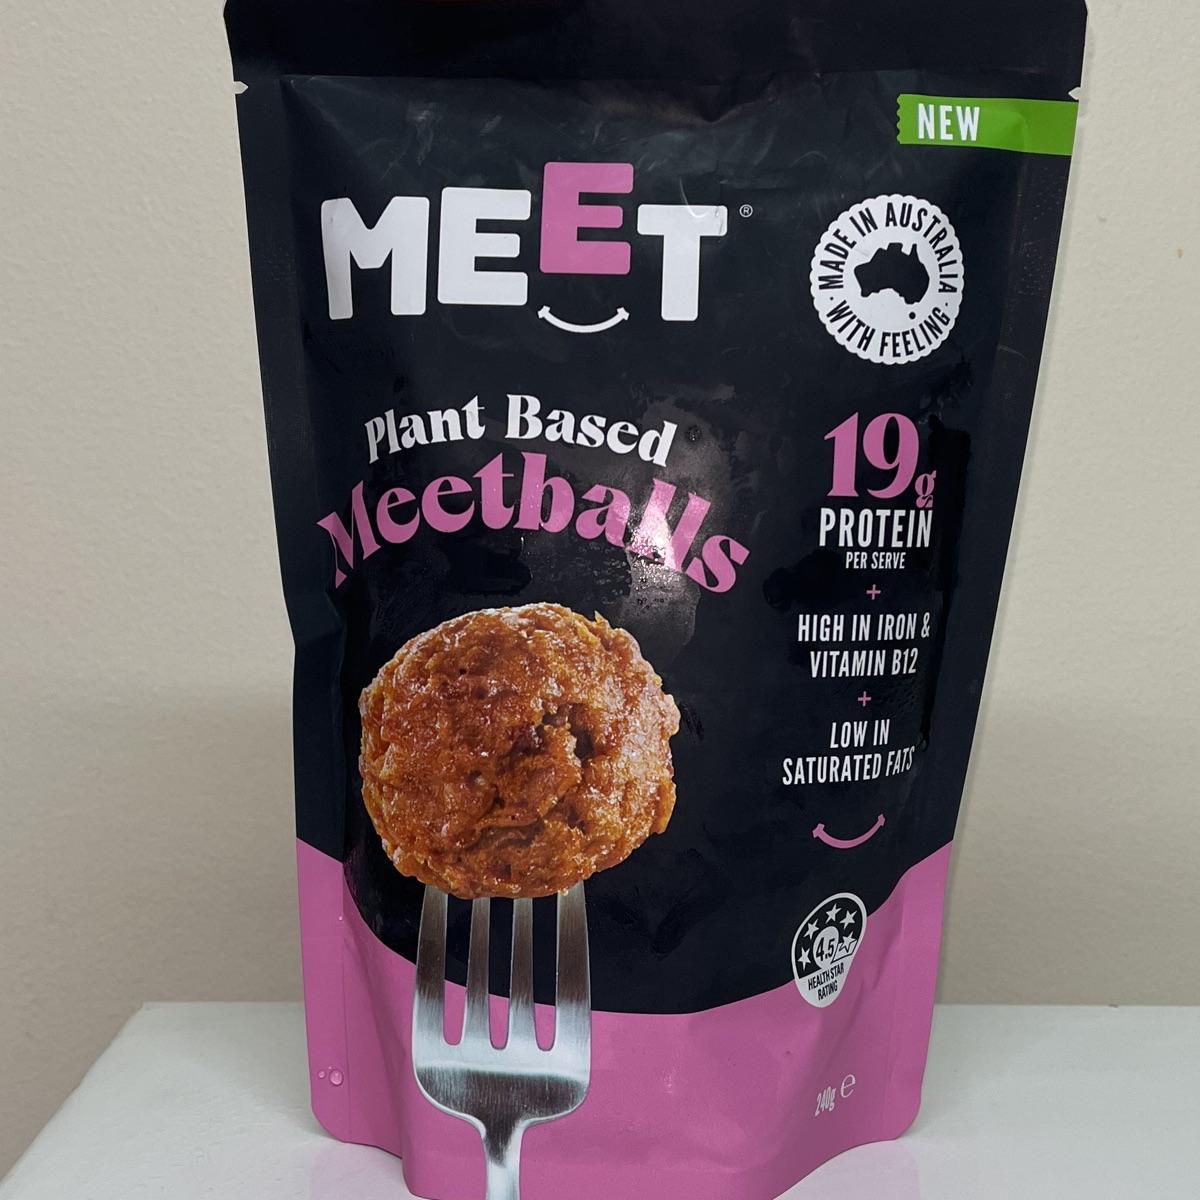 NEW
MEET®
MADE IN AUSTRALIA
· WITH FEELING ·
Plant Based
Meetballs
19g
PROTEIN
PER SERVE
+
HIGH IN IRON &
VITAMIN B12
+
LOW IN
SATURATED FATS
4.5
HEALTH STAR
RATING
240g ℮